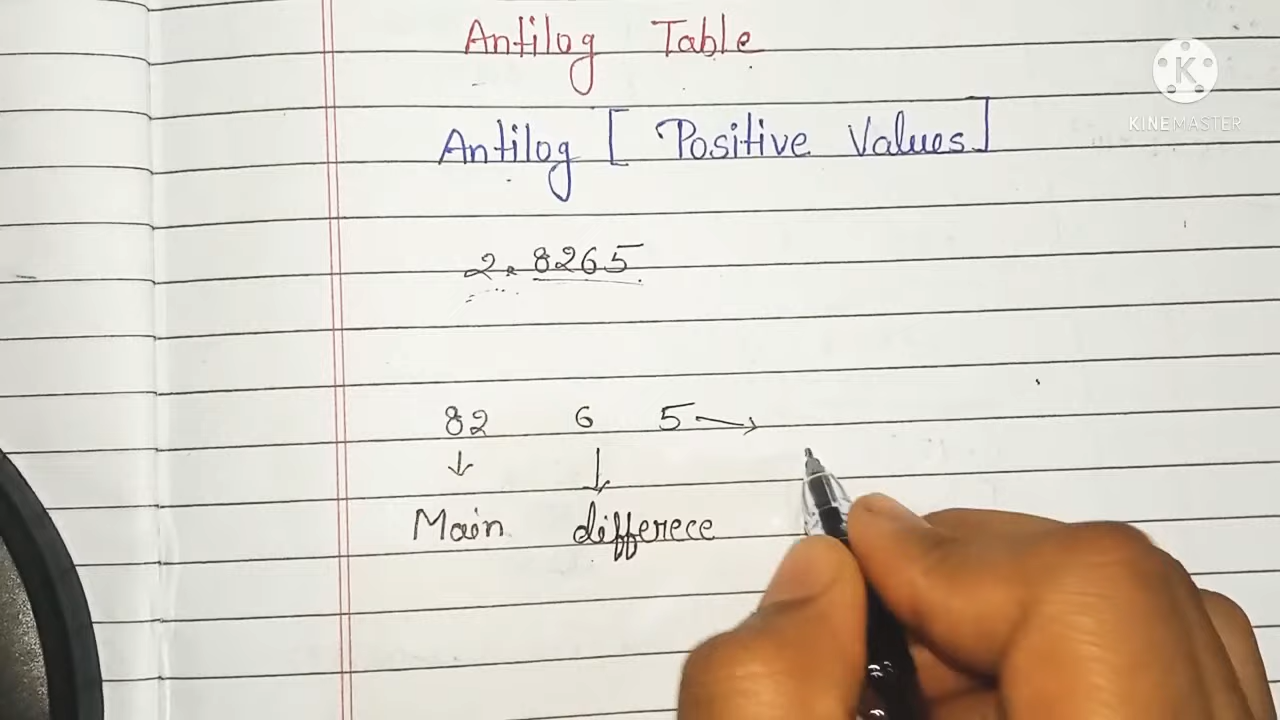 Antilog Table
K
KINEMASTER
Antilog [ Positive Values]
2.8265
82 6 5
Main differece